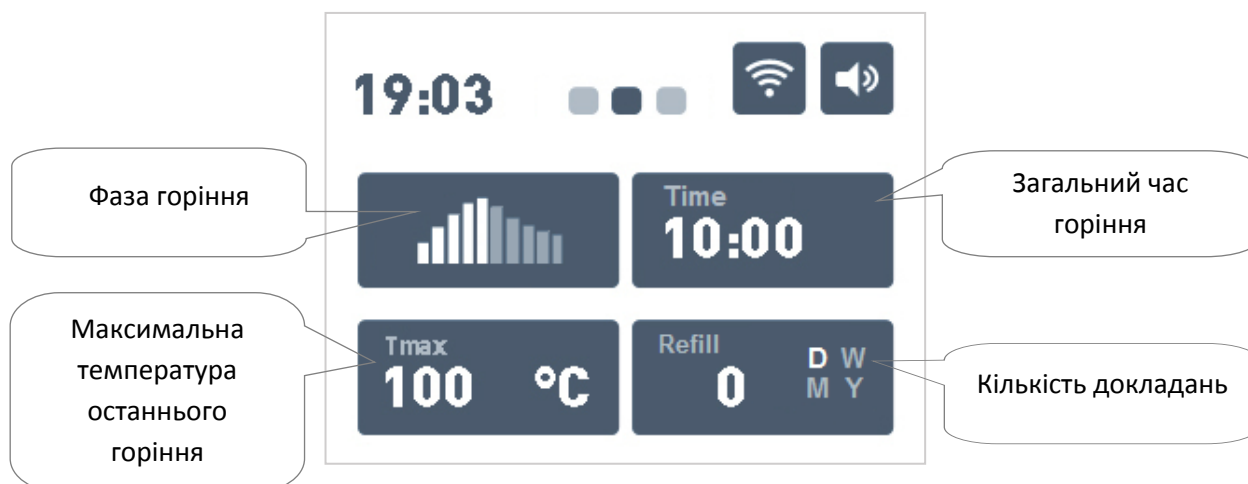 19:03
Фаза горіння
Time
10:00
Загальний час
горіння
Максимальна
температура
останнього
горіння
Tmax
100 °C
Refill
0
D W
M Y
Кількість докладань